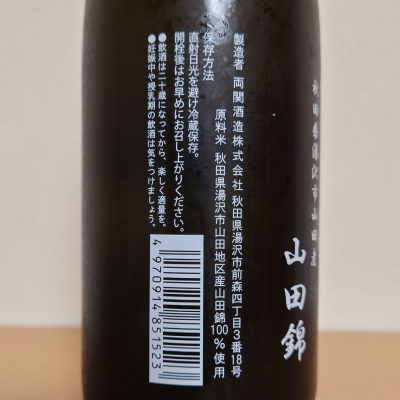 秋田県湯沢市山田産
山田錦
製造者 両関酒造株式会社 秋田県湯沢市前森四丁目3番18号
原料米 秋田県湯沢市山田地区産山田錦100%使用
保存方法
直射日光を避け冷蔵保存。
開栓後はお早めにお召し上がりください。
●飲酒は二十歳になってから、楽しく適量を。
●妊娠中や授乳期の飲酒は気をつけましょう。
4970914851523